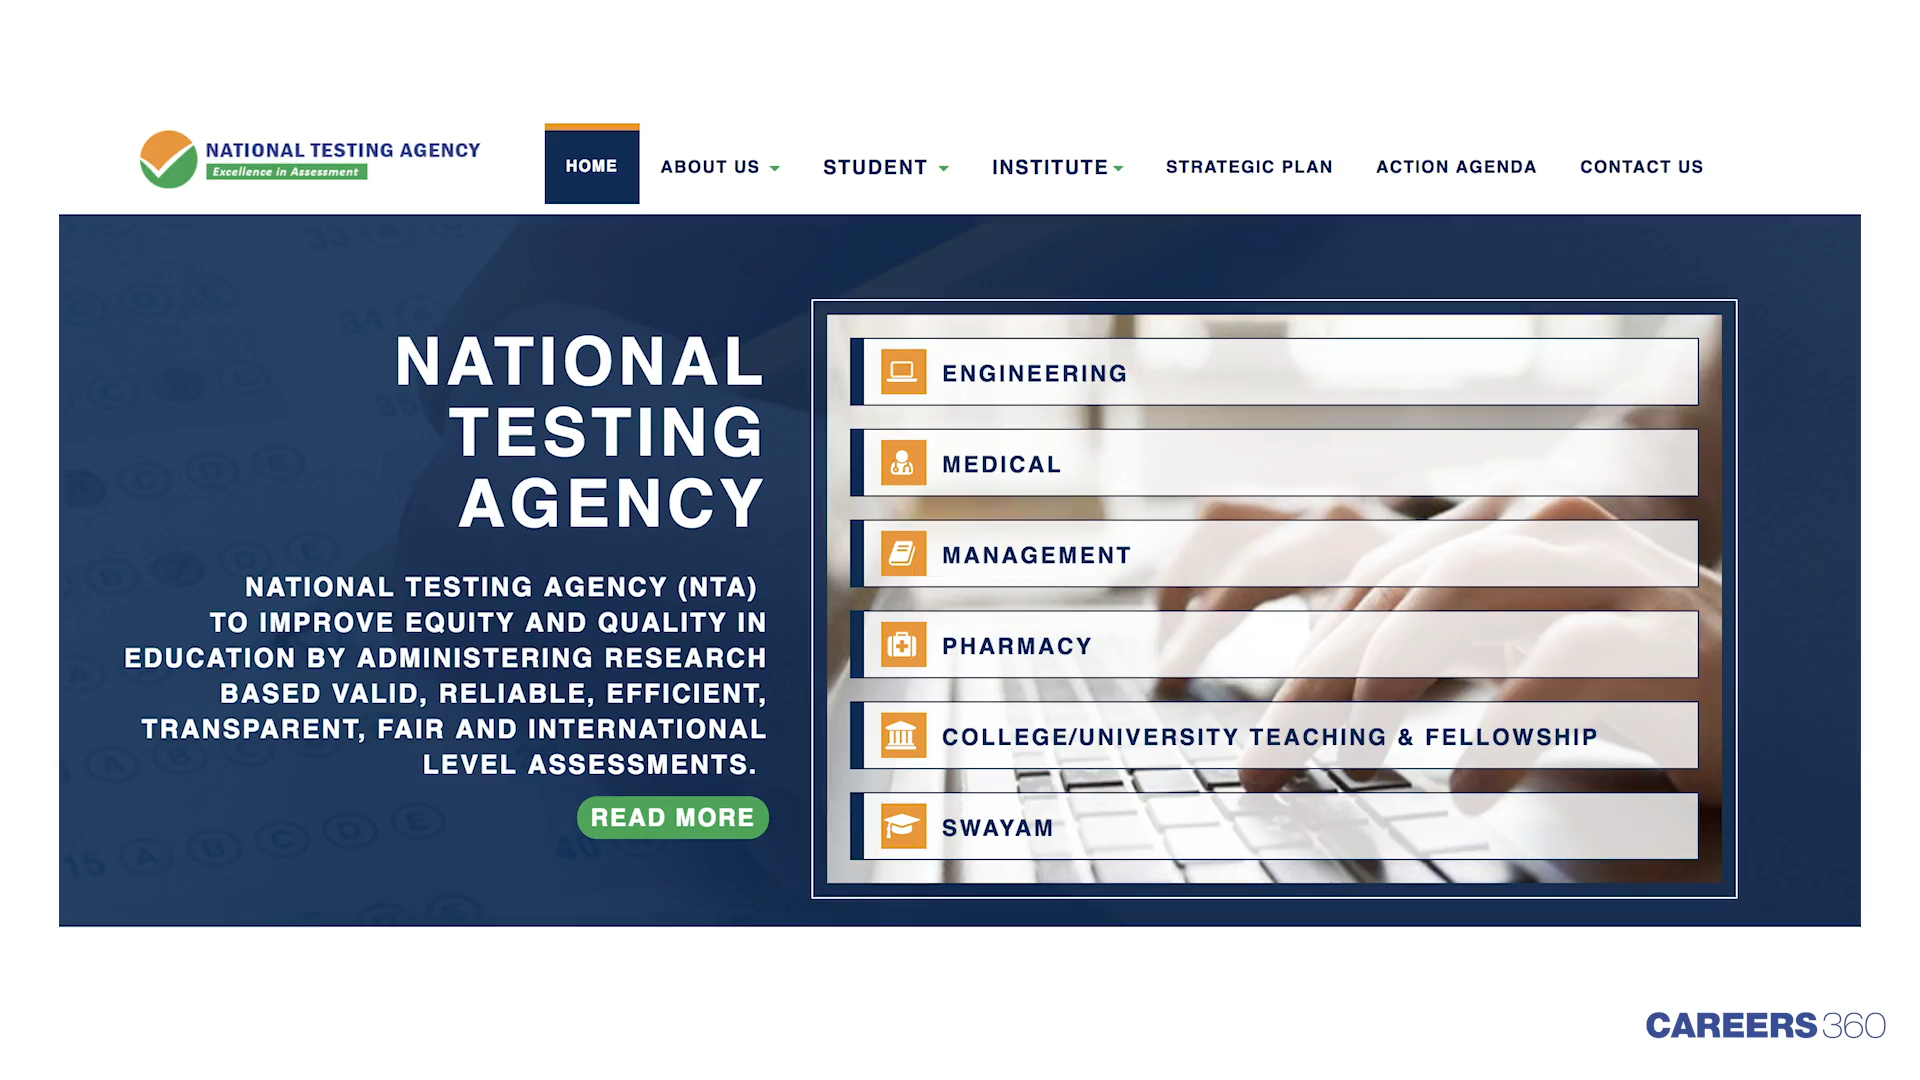 NATIONAL TESTING AGENCY
Excellence in Assessment
HOME
ABOUT US
STUDENT
INSTITUTE
STRATEGIC PLAN
ACTION AGENDA
CONTACT US
NATIONAL
TESTING
AGENCY
NATIONAL TESTING AGENCY (NTA)
TO IMPROVE EQUITY AND QUALITY IN
EDUCATION BY ADMINISTERING RESEARCH
BASED VALID, RELIABLE, EFFICIENT,
TRANSPARENT, FAIR AND INTERNATIONAL
LEVEL ASSESSMENTS.
READ MORE
ENGINEERING
MEDICAL
MANAGEMENT
PHARMACY
COLLEGE/UNIVERSITY TEACHING & FELLOWSHIP
SWAYAM
CAREERS360